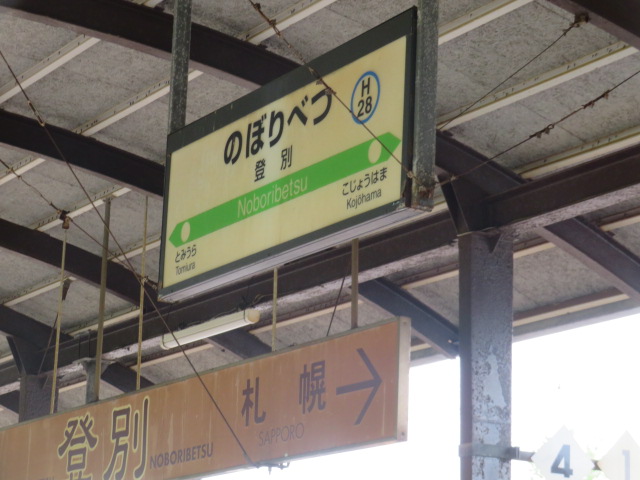 のぼりべつ
H
28
登別
Noboribetsu
とみうら
Tomiura
こじょうはま
Kojōhama
登別
NOBORIBETSU
札幌
SAPPORO
4
1